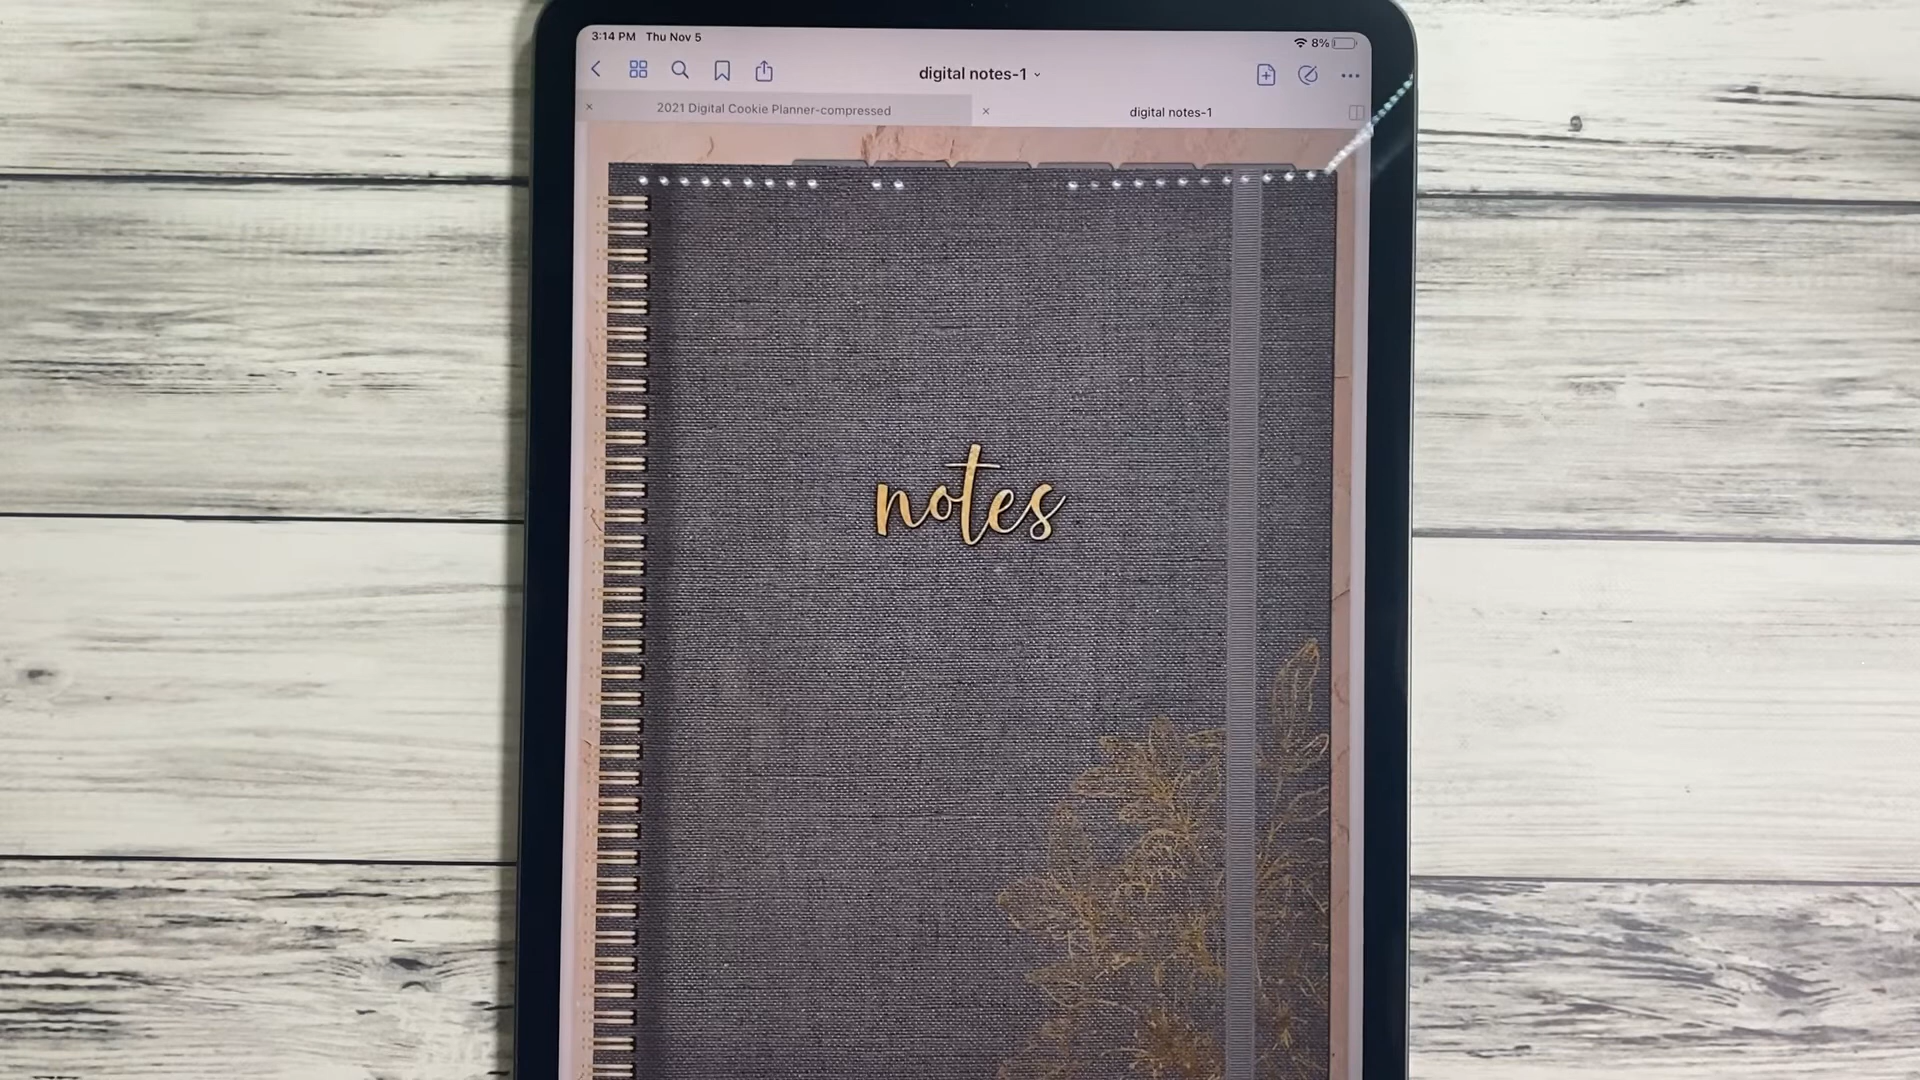 3:14 PM Thu Nov 5
8%
digital notes-1
2021 Digital Cookie Planner-compressed
digital notes-1
notes